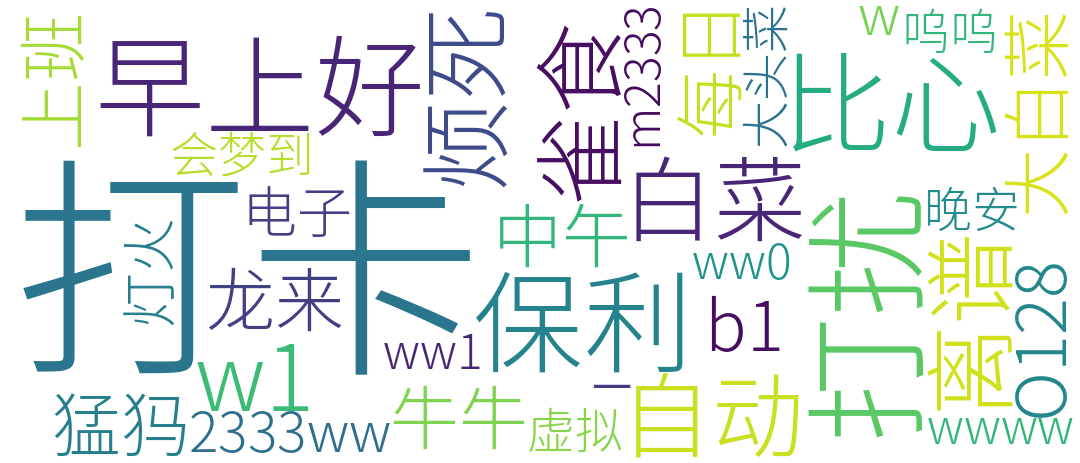 上班
早上好
烦死
雀食
m2333
每日
大头菜
w
呜呜
大白菜
比心
会梦到
打卡
灯火
电子
龙来
中午
白菜
ww0
打扰
晚安
离谱
O128
保利
b1
w1
ww1
猛犸
2333ww
牛牛
虚拟
一
自动
wwww